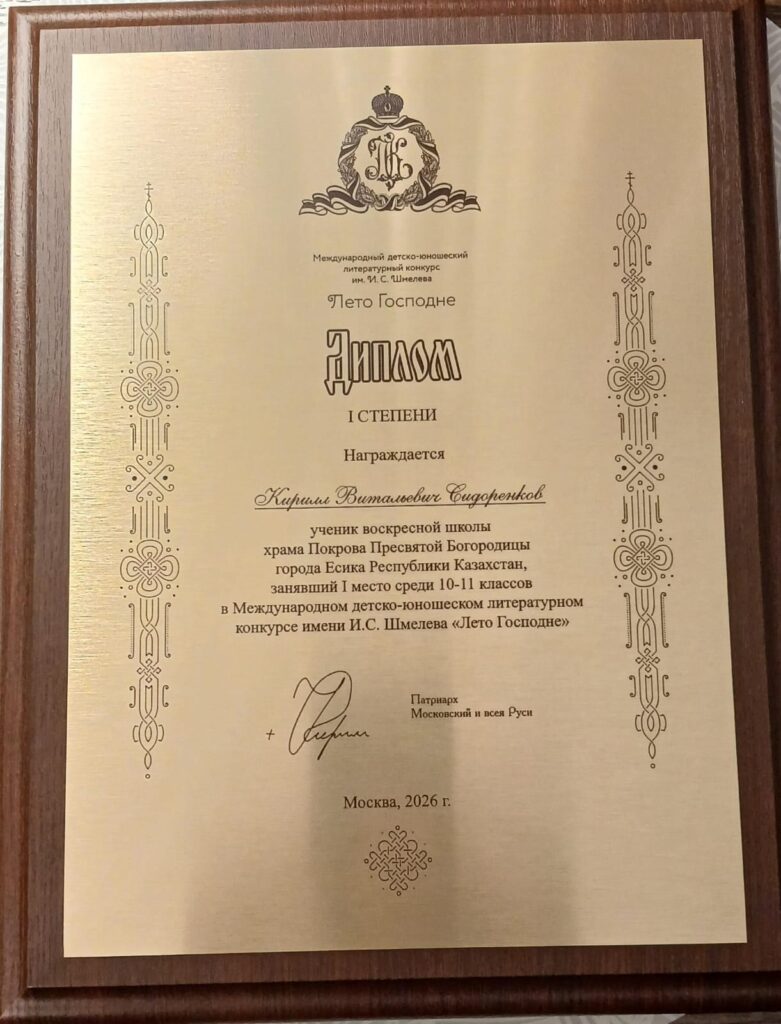 Международный детско-юношеский
литературный конкурс
им. И. С. Шмелева
Лето Господне
Диплом
I СТЕПЕНИ
Награждается
Кирилл Витальевич Сидоренков
ученик воскресной школы
храма Покрова Пресвятой Богородицы
города Есика Республики Казахстан,
занявший I место среди 10-11 классов
в Международном детско-юношеском литературном
конкурсе имени И.С. Шмелева «Лето Господне»
Патриарх
Московский и всея Руси
+ Кирилл
Москва, 2026 г.